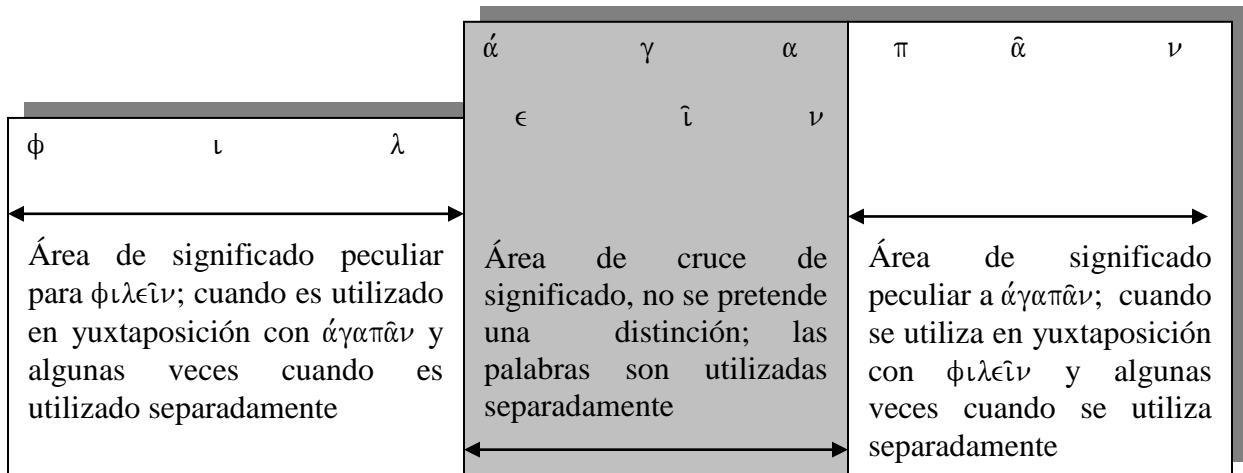 ά γ α π α̂ ν
ϕ ι λ ϵ ι̂ ν
Área de significado peculiar
para ϕιλϵι̂ν; cuando es utilizado
en yuxtaposición con άγαπα̂ν y
algunas veces cuando es
utilizado separadamente
Área de cruce de
significado, no se pretende
una distinción; las
palabras son utilizadas
separadamente
Área de significado
peculiar a άγαπα̂ν; cuando
se utiliza en yuxtaposición
con ϕιλϵι̂ν y algunas
veces cuando se utiliza
separadamente